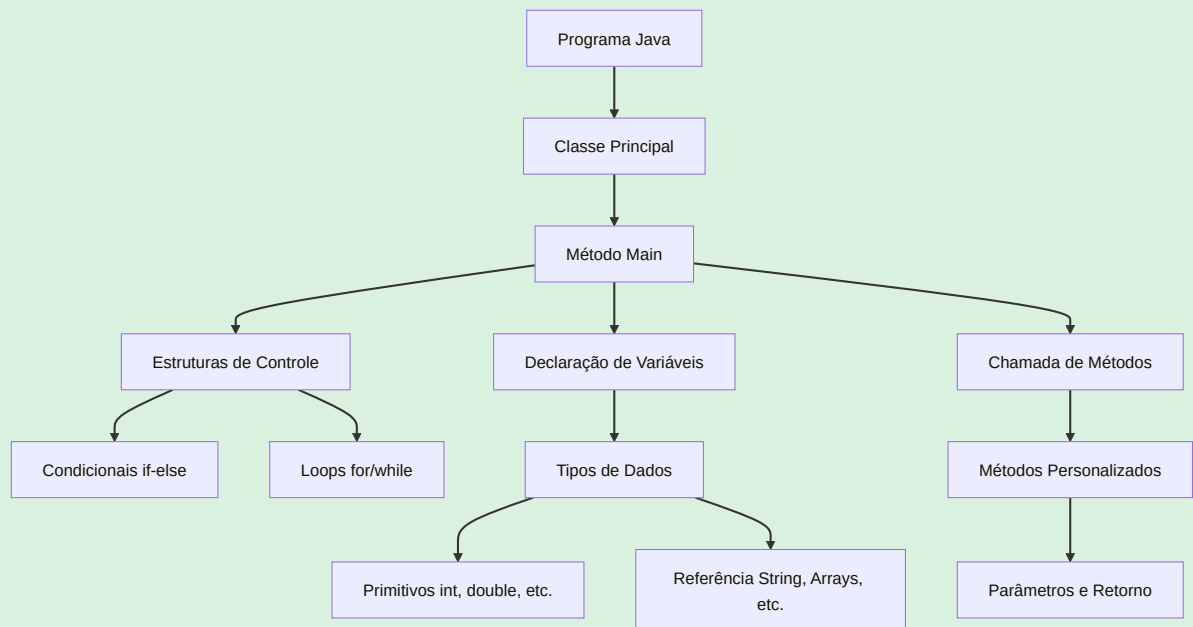 Programa Java
Classe Principal
Método Main
Estruturas de Controle
Declaração de Variáveis
Chamada de Métodos
Condicionais if-else
Loops for/while
Tipos de Dados
Métodos Personalizados
Primitivos int, double, etc.
Referência String, Arrays,
etc.
Parâmetros e Retorno